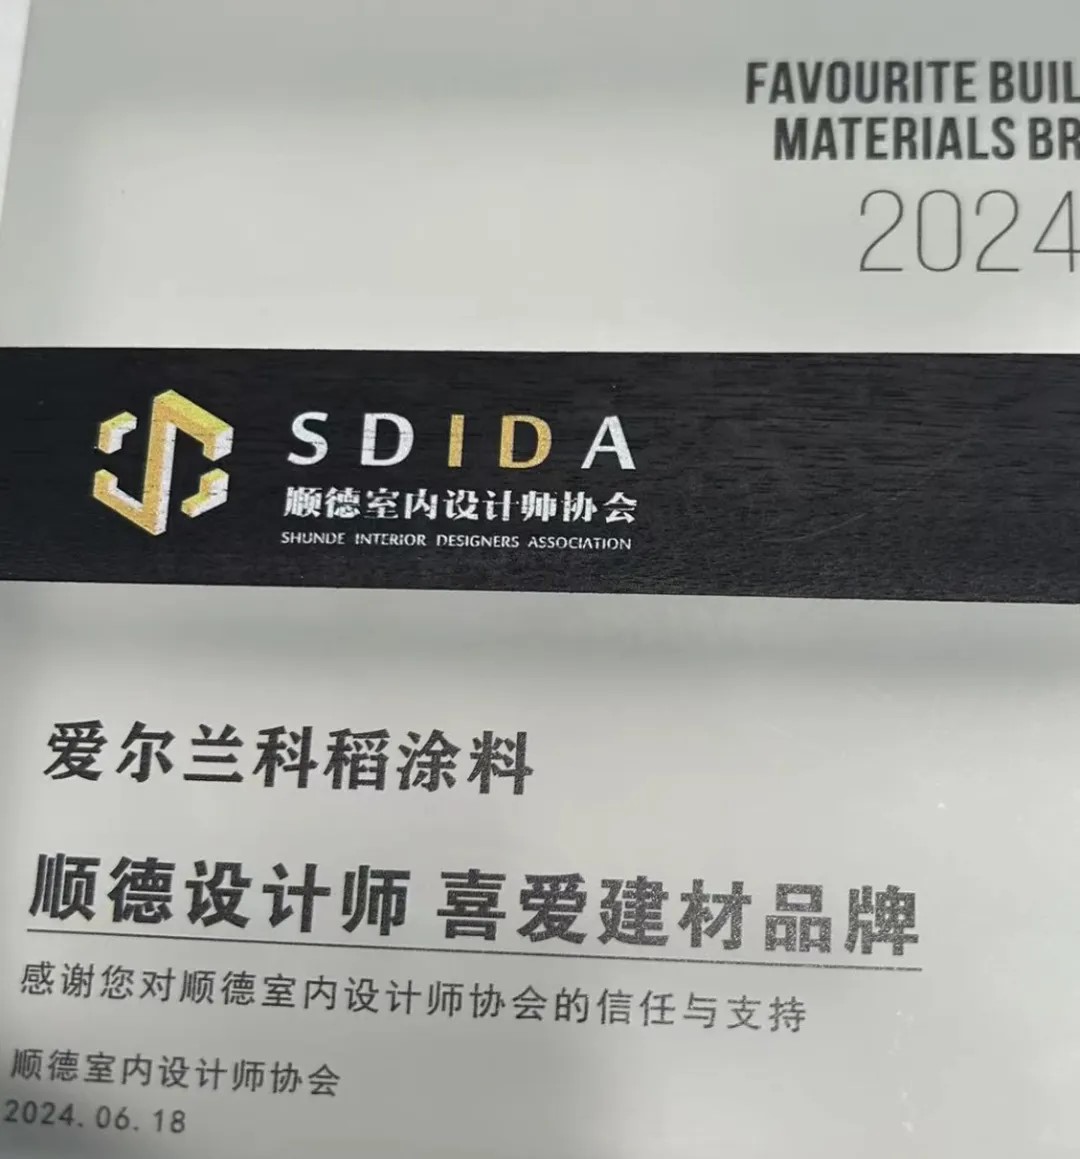 FAVOURITE BUIL
MATERIALS BR
2024
SDIDA
顺德室内设计师协会
SHUNDE INTERIOR DESIGNERS ASSOCIATION
爱尔兰科稻涂料
顺德设计师 喜爱建材品牌
感谢您对顺德室内设计师协会的信任与支持
顺德室内设计师协会
2024.06.18